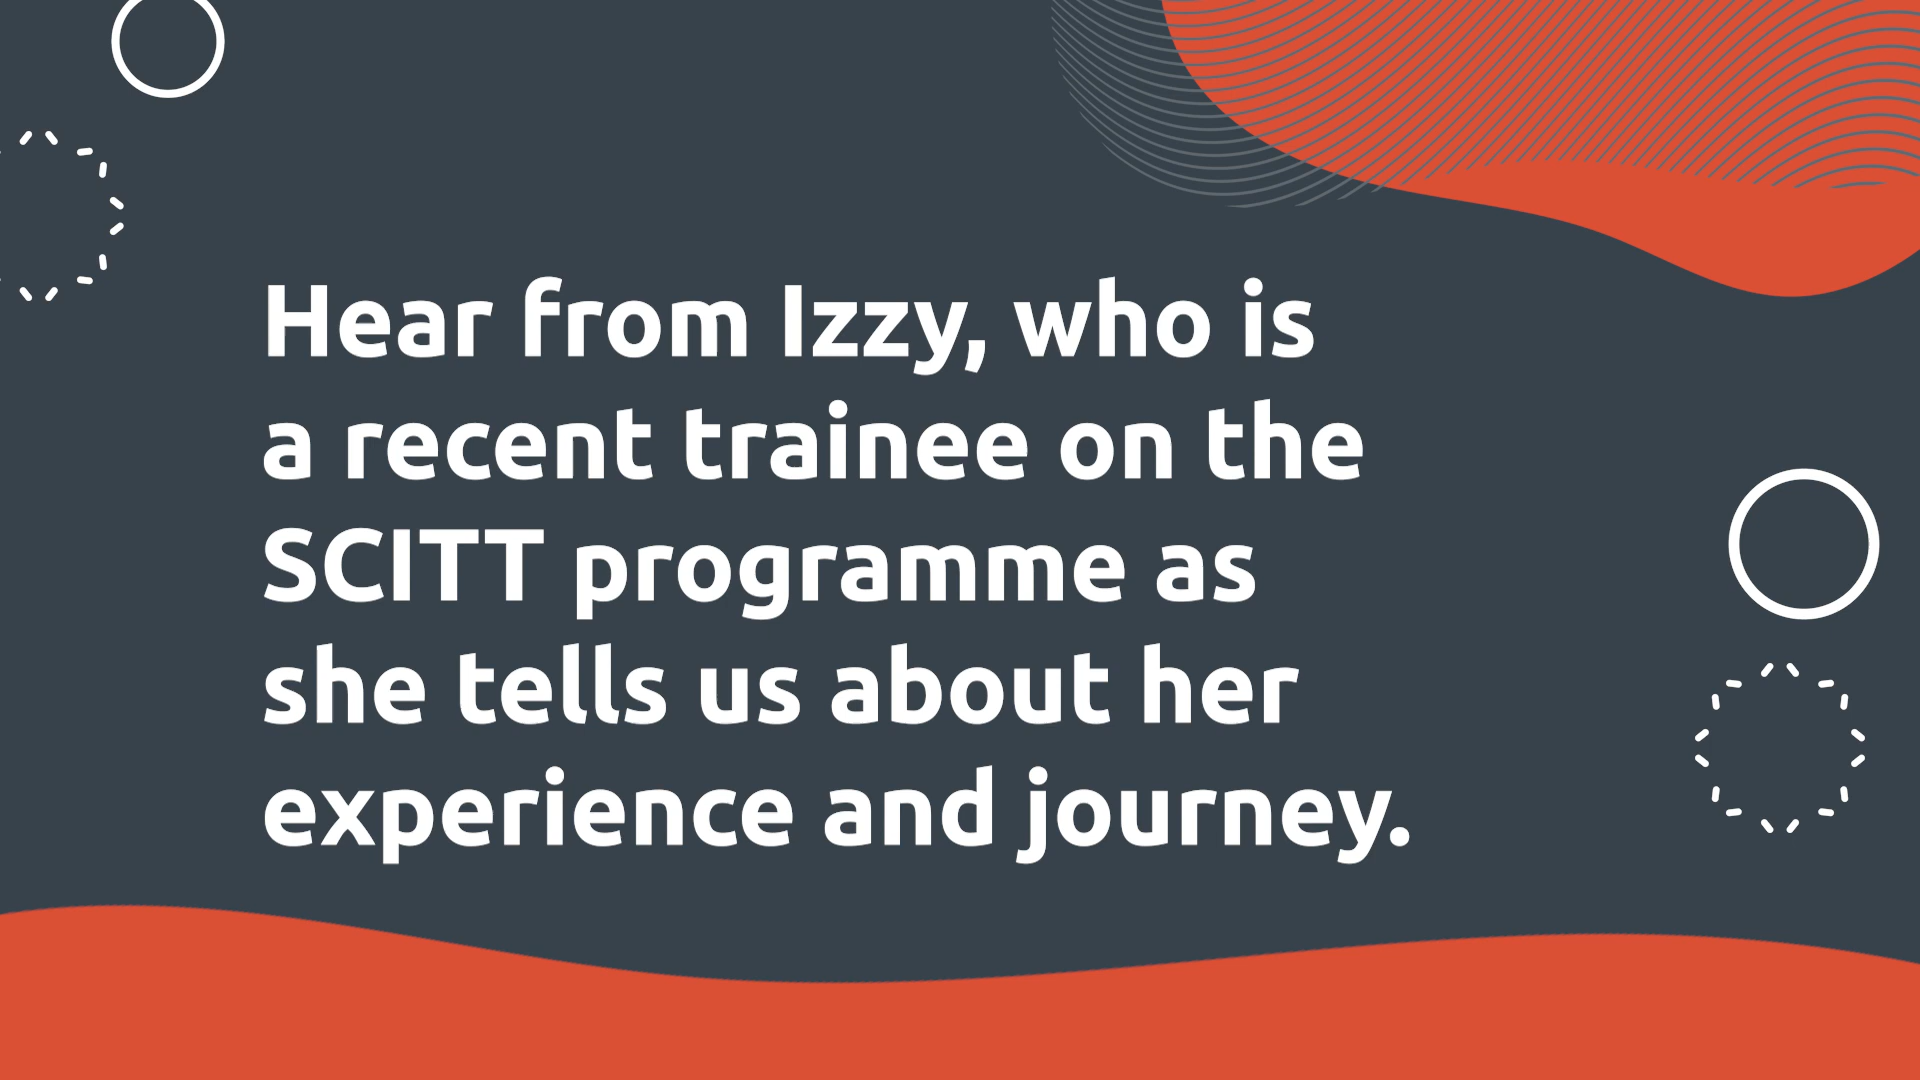 Hear from Izzy, who is
a recent trainee on the
SCITT programme as
she tells us about her
experience and journey.